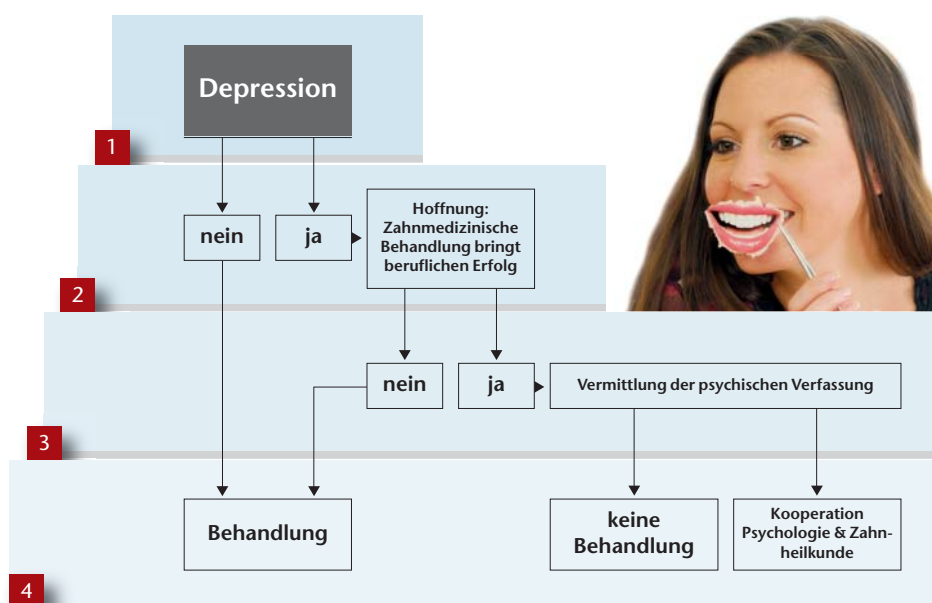 Depression
1
nein
ja
Hoffnung:
Zahnmedizinische
Behandlung bringt
beruflichen Erfolg
2
nein
ja
Vermittlung der psychischen Verfassung
3
Behandlung
keine
Behandlung
Kooperation
Psychologie & Zahn-
heilkunde
4